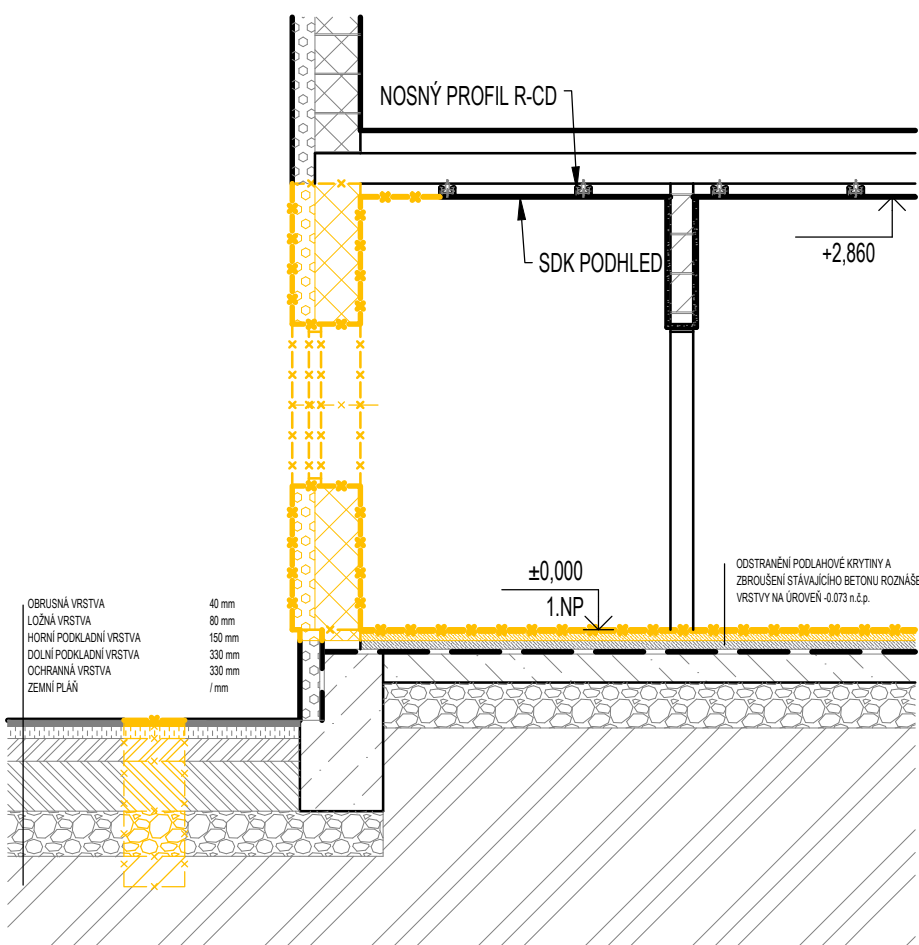 NOSNÝ PROFIL R-CD
SDK PODHLED
+2,860
±0,000
1.NP
ODSTRANĚNÍ PODLAHOVÉ KRYTINY A
ZBROUŠENÍ STÁVAJÍCÍHO BETONU ROZNÁŠE
VRSTVY NA ÚROVEŇ -0.073 n.č.p.
OBRUSNÁ VRSTVA 40 mm
LOŽNÁ VRSTVA 80 mm
HORNÍ PODKLADNÍ VRSTVA 150 mm
DOLNÍ PODKLADNÍ VRSTVA 330 mm
OCHRANNÁ VRSTVA 330 mm
ZEMNÍ PLÁŇ / mm